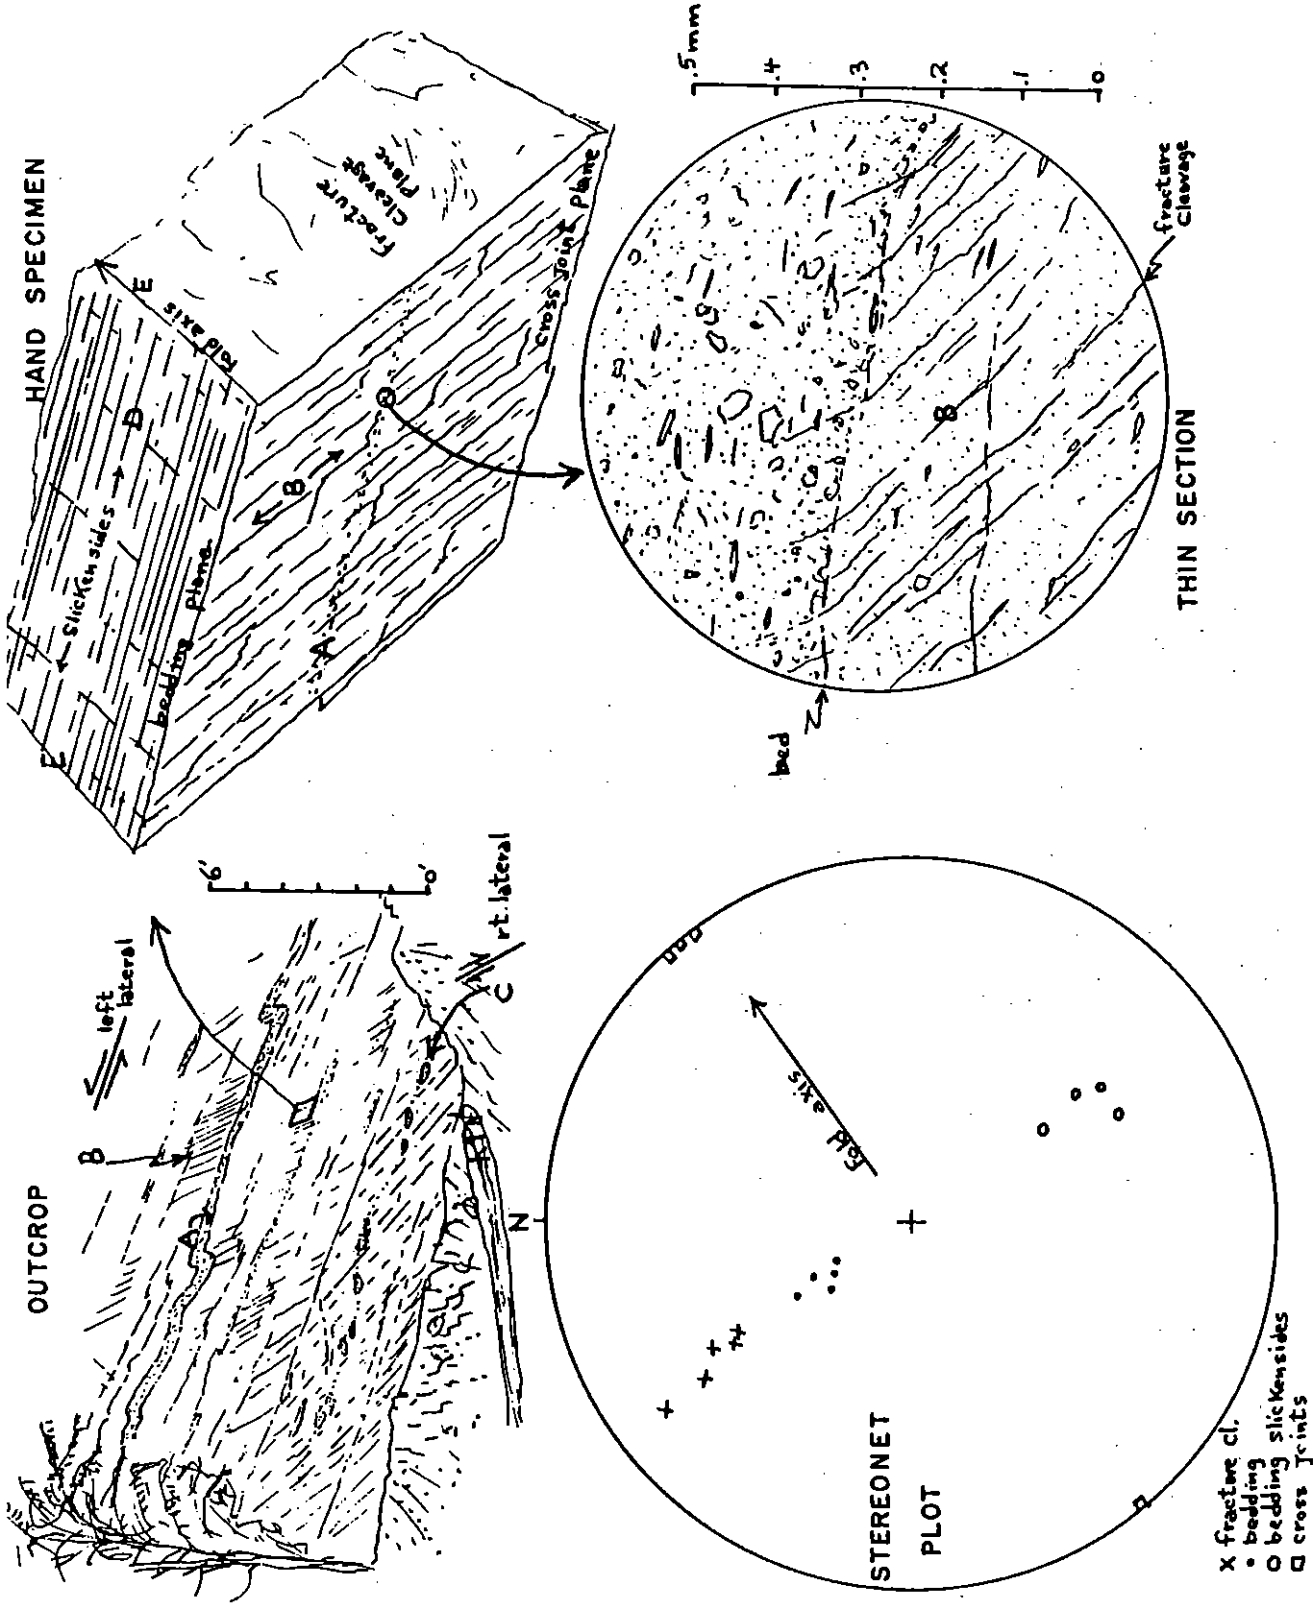 OUTCROP
B
left
lateral
A
6'
0'
C
rt. lateral
HAND SPECIMEN
E
Slickensides
D
E
fold axis
bedding plane
Fracture
Cleavage
Plane
B
A
Cross Joint Plane
STEREONET
PLOT
N
fold axis
x fracture cl.
• bedding
o bedding slickensides
□ cross joints
THIN SECTION
bed
B
fracture
cleavage
.5mm
.4
.3
.2
.1
0